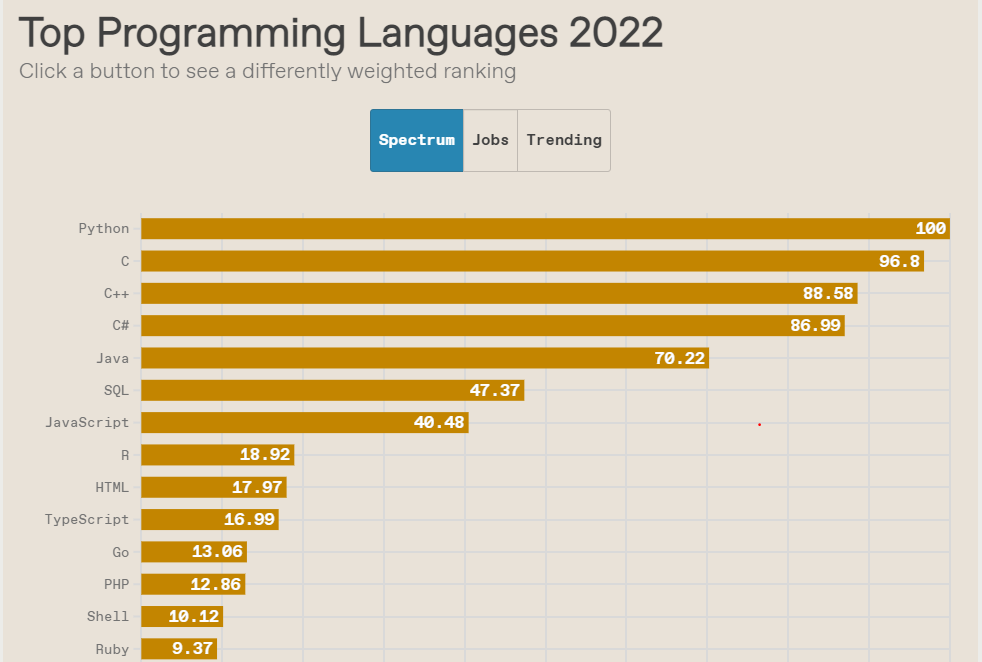 Top Programming Languages 2022
Click a button to see a differently weighted ranking
Spectrum Jobs Trending
Python 100
C 96.8
C++ 88.58
C# 86.99
Java 70.22
SQL 47.37
JavaScript 40.48
R 18.92
HTML 17.97
TypeScript 16.99
Go 13.06
PHP 12.86
Shell 10.12
Ruby 9.37